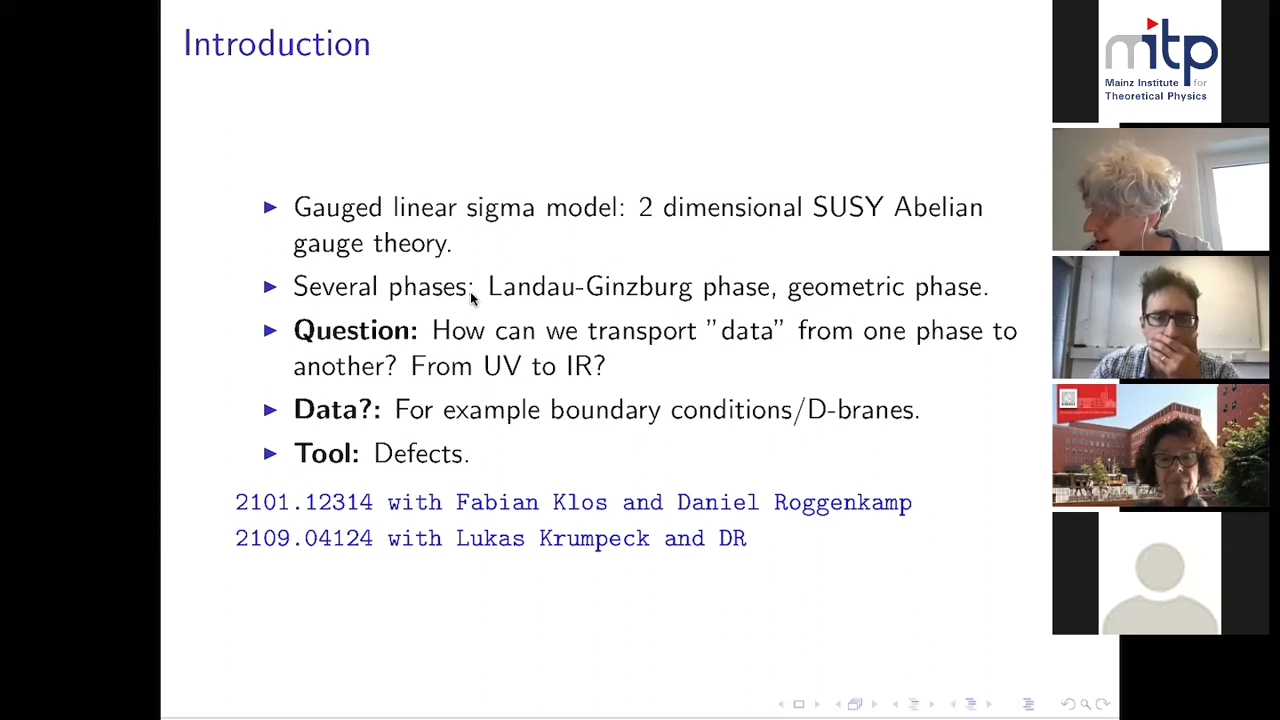 Introduction
Gauged linear sigma model: 2 dimensional SUSY Abelian
gauge theory.
Several phases: Landau-Ginzburg phase, geometric phase.
Question: How can we transport "data" from one phase to
another? From UV to IR?
Data?: For example boundary conditions/D-branes.
Tool: Defects.
2101.12314 with Fabian Klos and Daniel Roggenkamp
2109.04124 with Lukas Krumpeck and DR
mitp
Mainz Institute for
Theoretical Physics